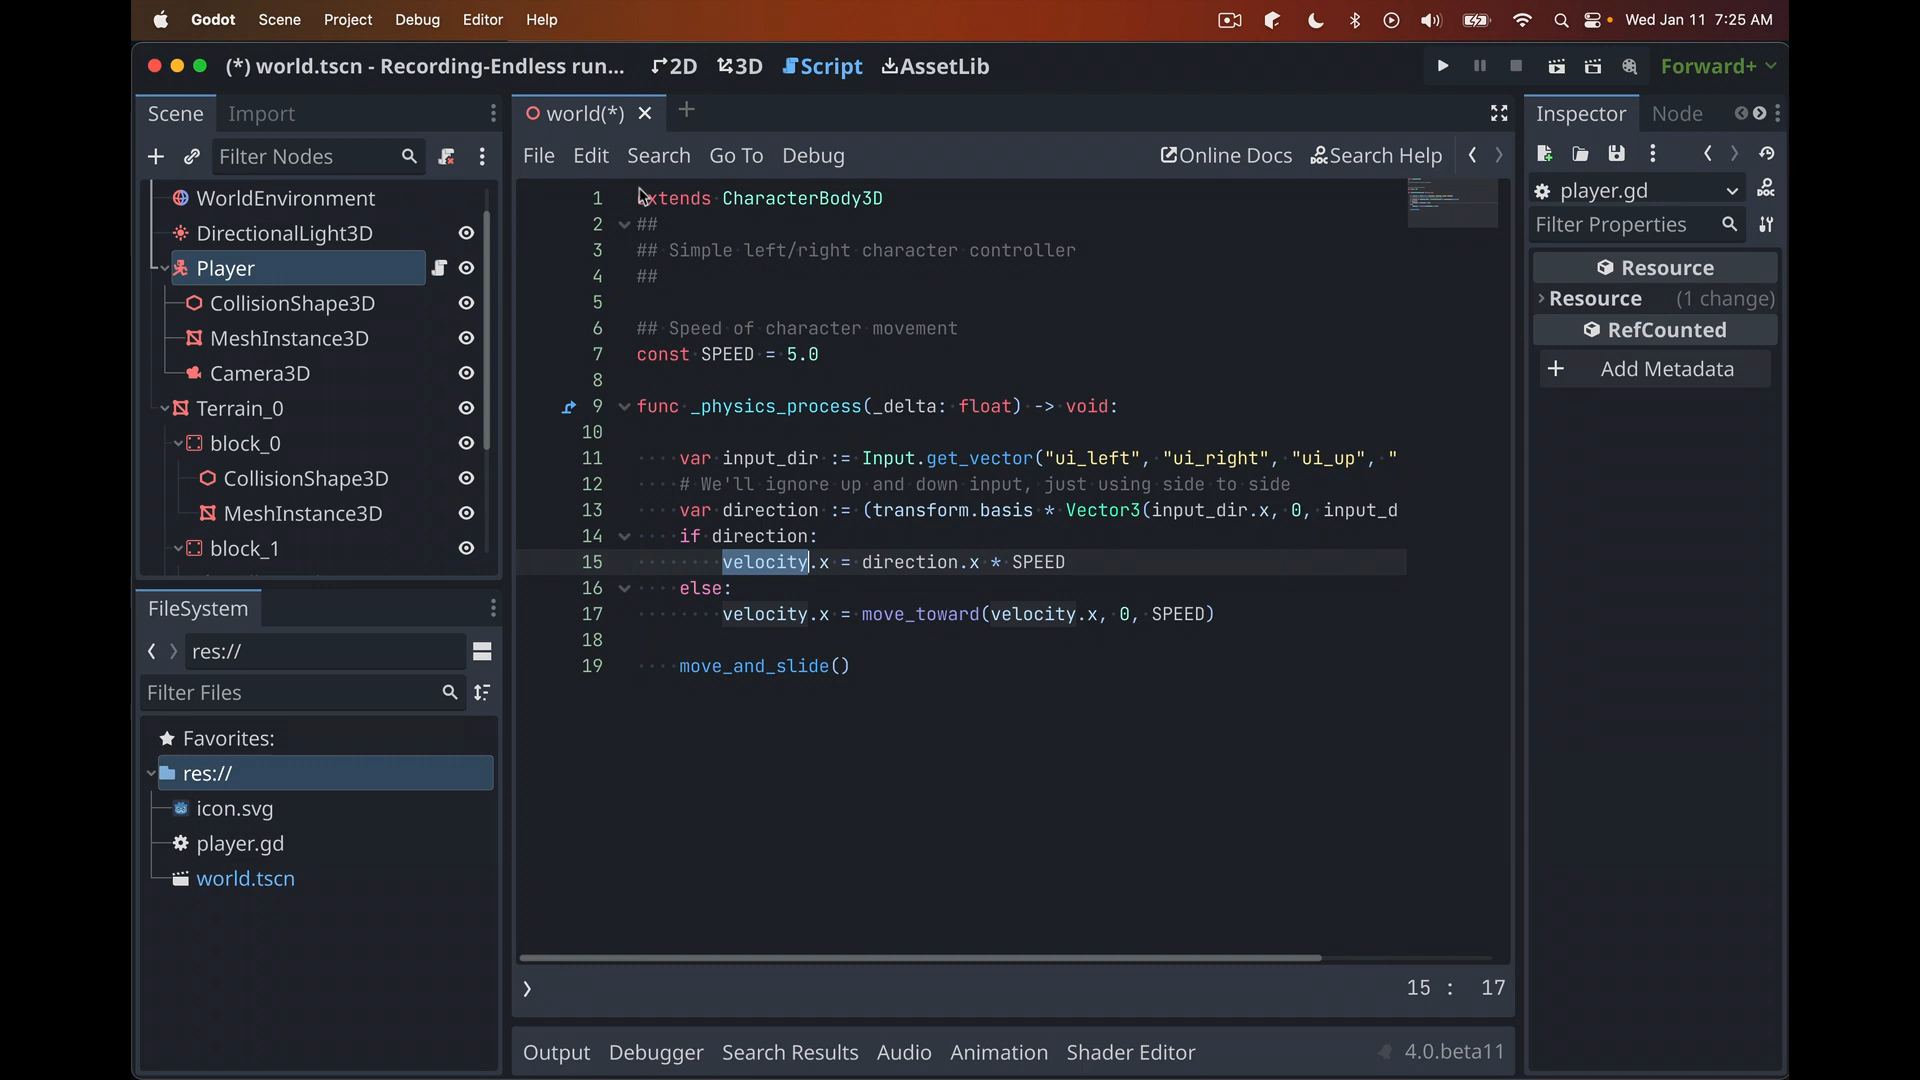 Godot Scene Project Debug Editor Help Wed Jan 11 7:25 AM
(*) world.tscn - Recording-Endless run... 2D 3D Script AssetLib Forward+
Scene Import
Filter Nodes
WorldEnvironment
DirectionalLight3D
Player
CollisionShape3D
MeshInstance3D
Camera3D
Terrain_0
block_0
CollisionShape3D
MeshInstance3D
block_1
FileSystem
res://
Filter Files
Favorites:
res://
icon.svg
player.gd
world.tscn
world(*)
File Edit Search Go To Debug Online Docs Search Help
1 extends CharacterBody3D
2 ##
3 ## Simple left/right character controller
4 ##
5
6 ## Speed of character movement
7 const SPEED = 5.0
8
9 func _physics_process(_delta: float) -> void:
10
11 var input_dir := Input.get_vector("ui_left", "ui_right", "ui_up", "
12 # We'll ignore up and down input, just using side to side
13 var direction := (transform.basis * Vector3(input_dir.x, 0, input_d
14 if direction:
15 velocity.x = direction.x * SPEED
16 else:
17 velocity.x = move_toward(velocity.x, 0, SPEED)
18
19 move_and_slide()
15 : 17
Output Debugger Search Results Audio Animation Shader Editor 4.0.beta11
Inspector Node
player.gd
Filter Properties
Resource
Resource (1 change)
RefCounted
Add Metadata